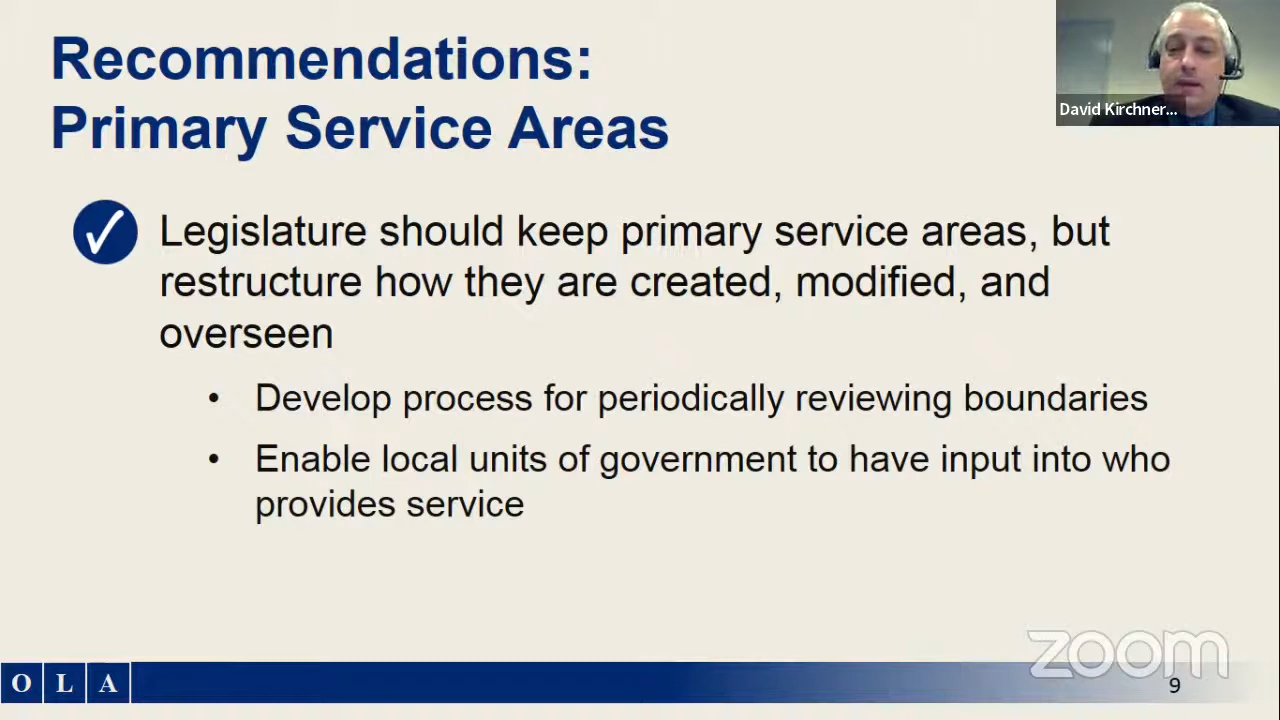 Recommendations:
Primary Service Areas
David Kirchner...
✓ Legislature should keep primary service areas, but
restructure how they are created, modified, and
overseen
• Develop process for periodically reviewing boundaries
• Enable local units of government to have input into who
provides service
zoom
O L A
9